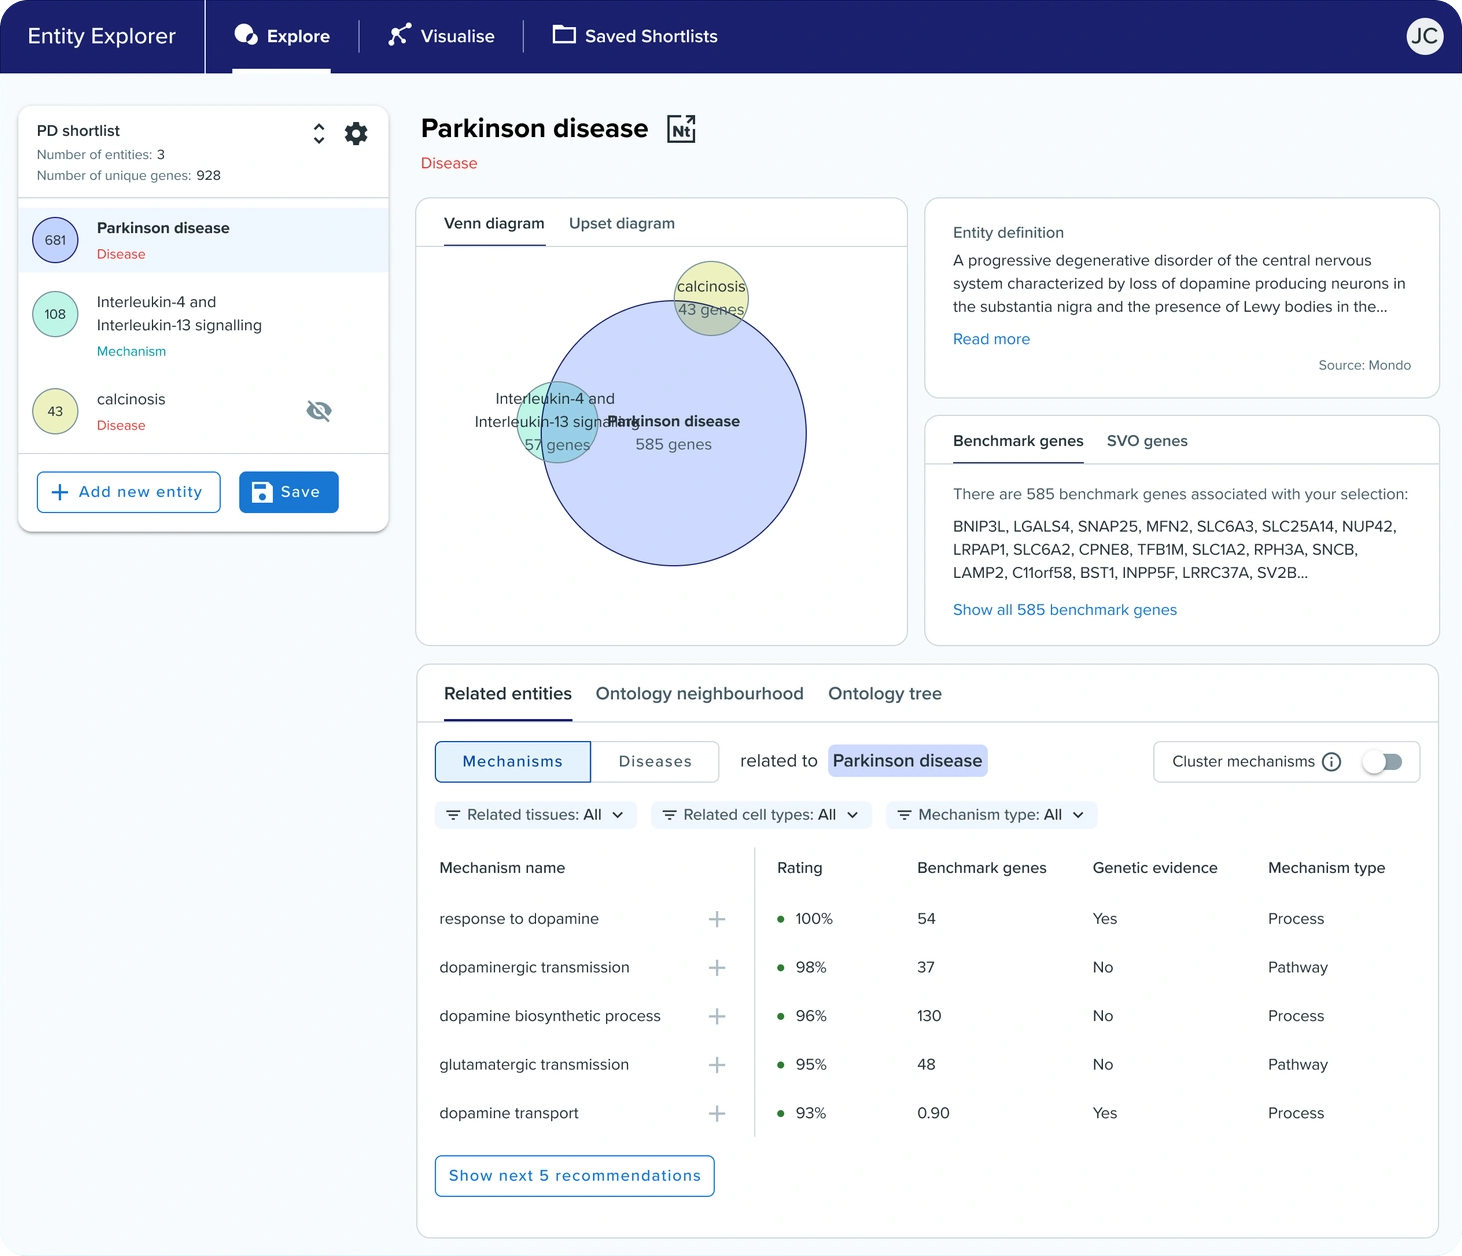 Entity Explorer
Explore
Visualise
Saved Shortlists
JC
PD shortlist
Number of entities: 3
Number of unique genes: 928
681
Parkinson disease
Disease
108
Interleukin-4 and
Interleukin-13 signalling
Mechanism
43
calcinosis
Disease
Add new entity
Save
Parkinson disease
Nt
Disease
Venn diagram
Upset diagram
calcinosis
43 genes
Interleukin-4 and
Interleukin-13 signalling
57 genes
Parkinson disease
585 genes
Entity definition
A progressive degenerative disorder of the central nervous
system characterized by loss of dopamine producing neurons in
the substantia nigra and the presence of Lewy bodies in the...
Read more
Source: Mondo
Benchmark genes
SVO genes
There are 585 benchmark genes associated with your selection:
BNIP3L, LGALS4, SNAP25, MFN2, SLC6A3, SLC25A14, NUP42,
LRPAP1, SLC6A2, CPNE8, TFB1M, SLC1A2, RPH3A, SNCB,
LAMP2, C11orf58, BST1, INPP5F, LRRC37A, SV2B...
Show all 585 benchmark genes
Related entities
Ontology neighbourhood
Ontology tree
Mechanisms
Diseases
related to Parkinson disease
Cluster mechanisms
Related tissues: All
Related cell types: All
Mechanism type: All
Mechanism name Rating Benchmark genes Genetic evidence Mechanism type
response to dopamine 100% 54 Yes Process
dopaminergic transmission 98% 37 No Pathway
dopamine biosynthetic process 96% 130 No Process
glutamatergic transmission 95% 48 No Pathway
dopamine transport 93% 0.90 Yes Process
Show next 5 recommendations